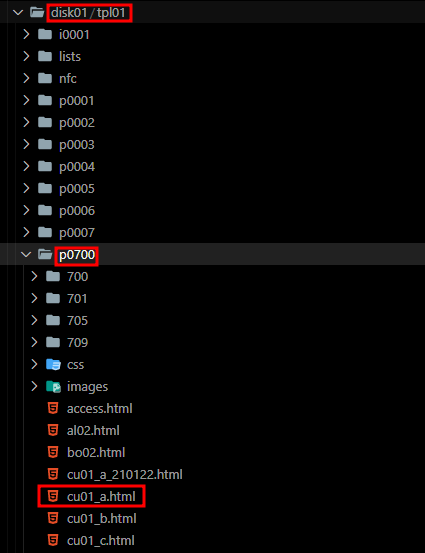 disk01 / tpl01
i0001
lists
nfc
p0001
p0002
p0003
p0004
p0005
p0006
p0007
p0700
700
701
705
709
css
images
access.html
al02.html
bo02.html
cu01_a_210122.html
cu01_a.html
cu01_b.html
cu01_c.html